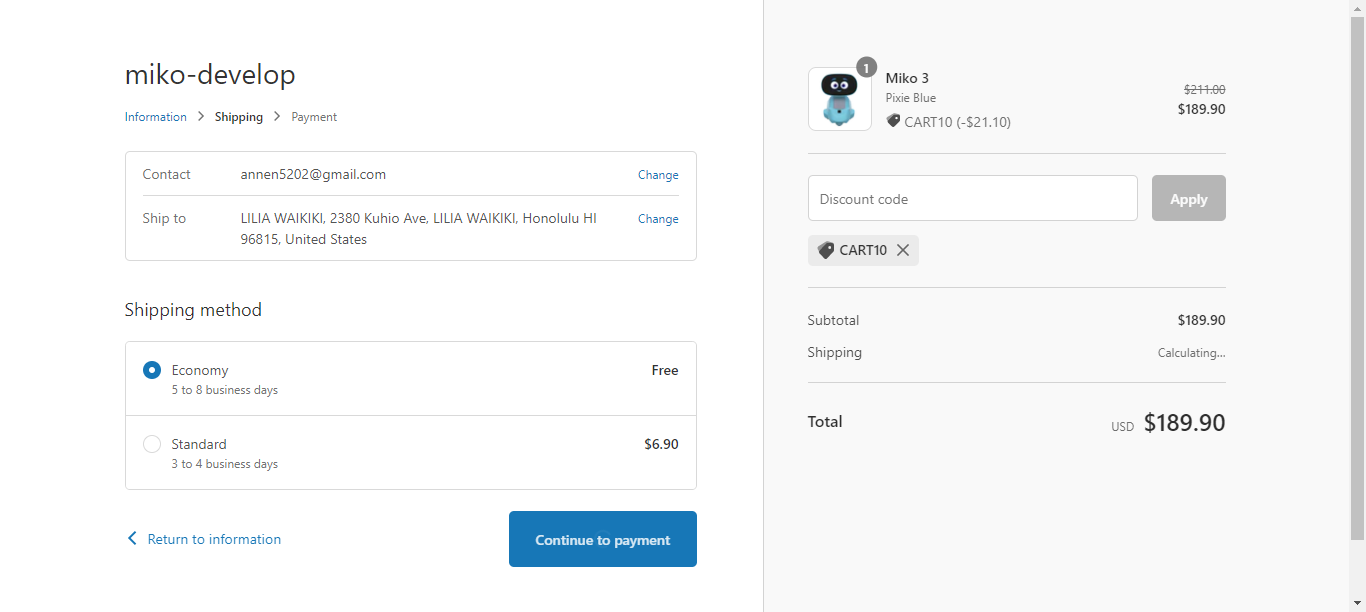 miko-develop
Information > Shipping > Payment
Contact annen5202@gmail.com Change
Ship to LILIA WAIKIKI, 2380 Kuhio Ave, LILIA WAIKIKI, Honolulu HI Change
96815, United States
Shipping method
Economy Free
5 to 8 business days
Standard $6.90
3 to 4 business days
Return to information
Continue to payment
1
Miko 3
Pixie Blue
CART10 (-$21.10)
$211.00
$189.90
Discount code
Apply
CART10
Subtotal $189.90
Shipping Calculating...
Total USD $189.90